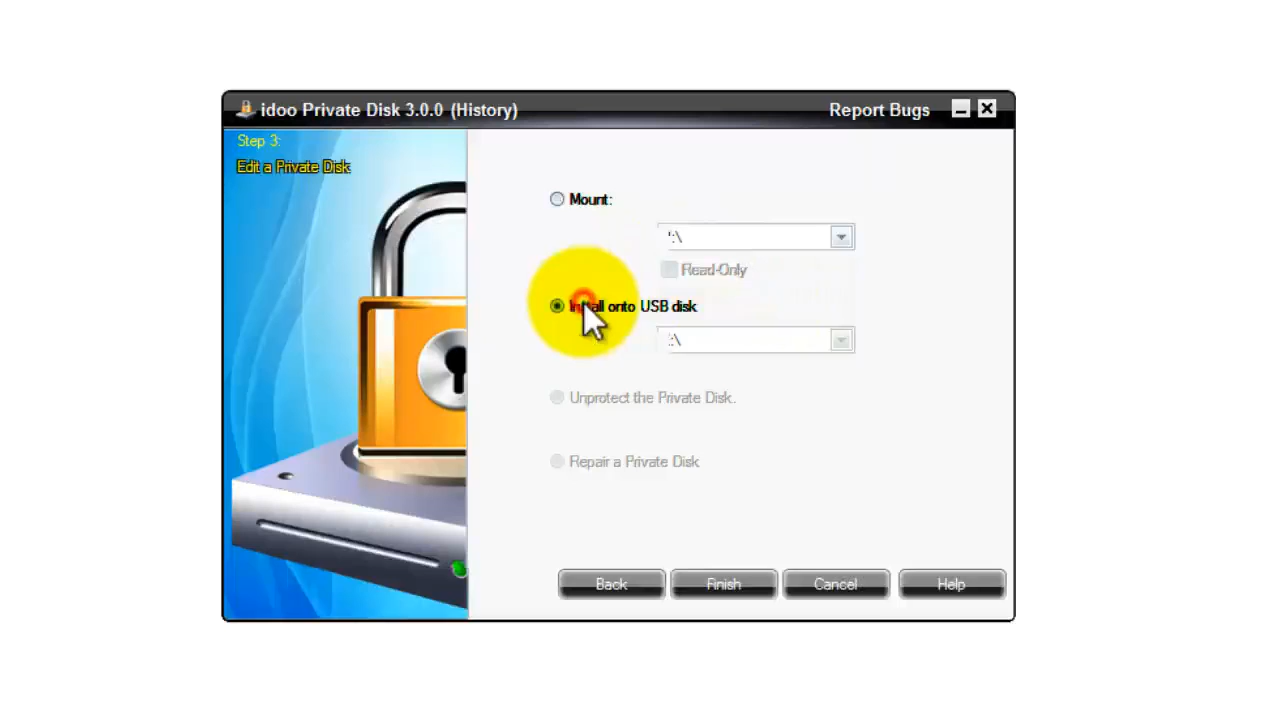 idoo Private Disk 3.0.0 (History)
Report Bugs
Step 3:
Edit a Private Disk
Mount:
:\
Read-Only
Install onto USB disk
:\
Unprotect the Private Disk.
Repair a Private Disk
Back
Finish
Cancel
Help